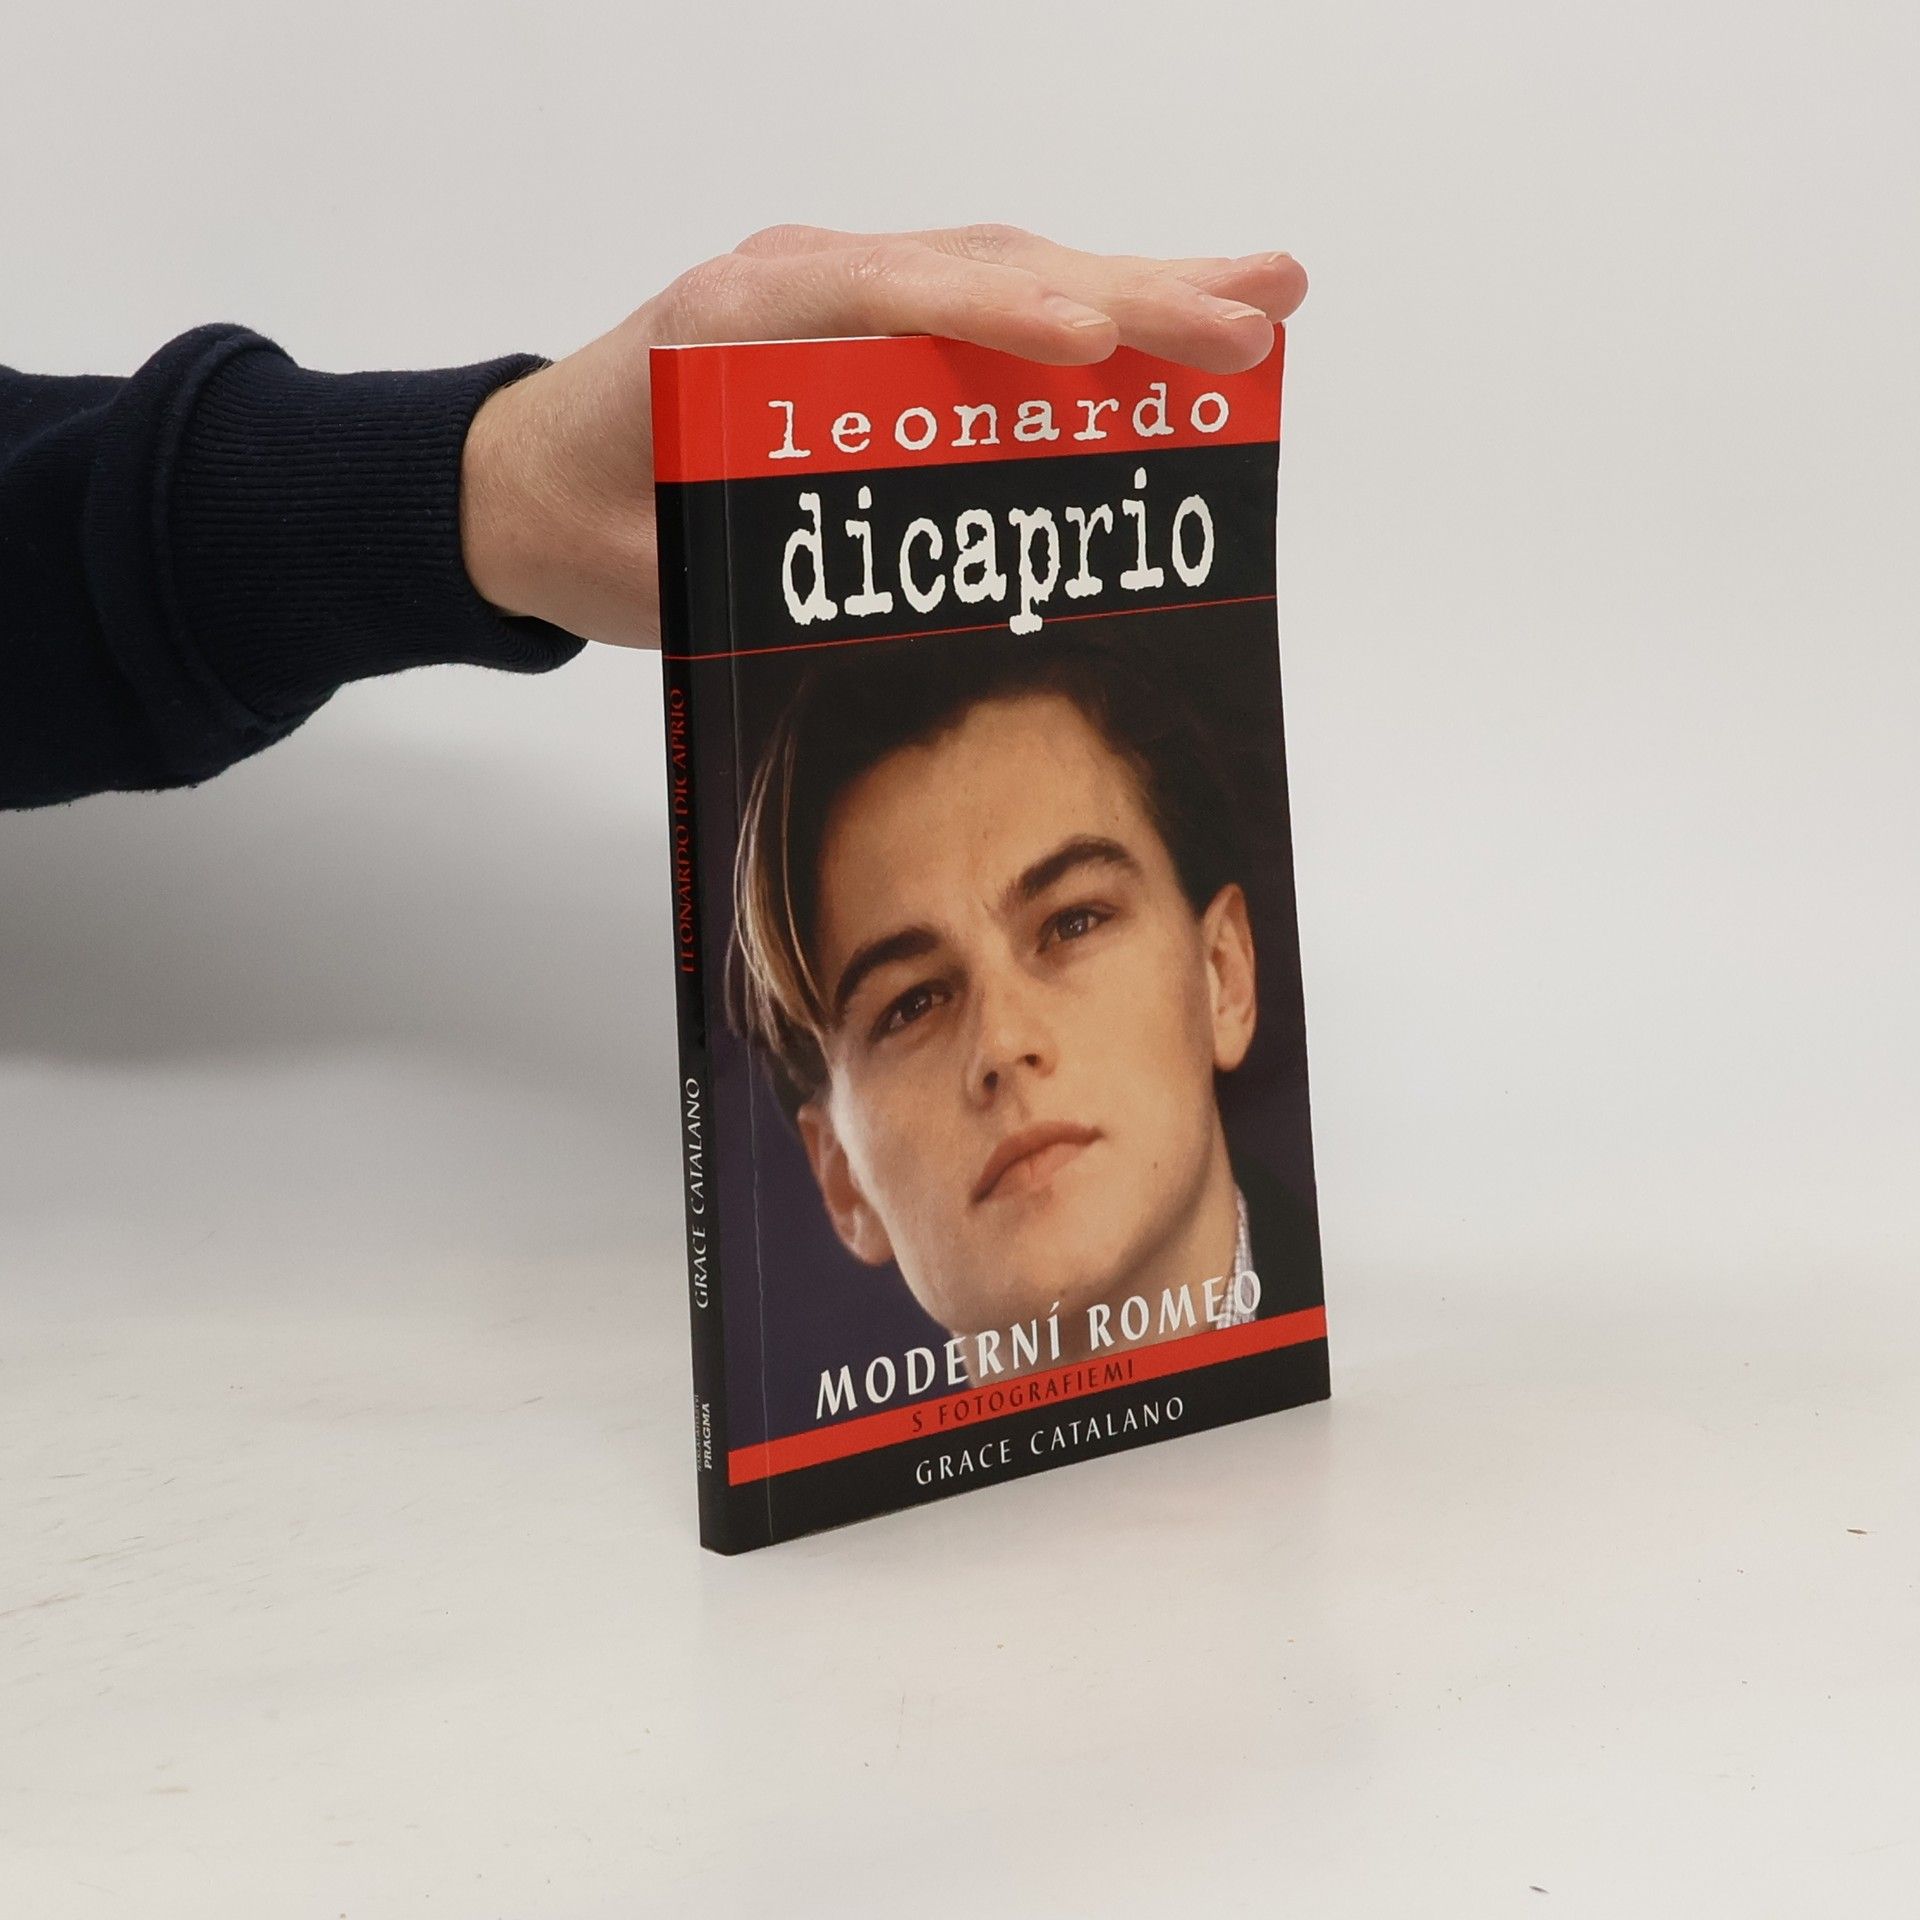 leonardo
dicaprio
MODERNÍ ROMEO
S FOTOGRAFIEMI
GRACE CATALANO
LEONARDO DICAPRIO
GRACE CATALANO
PRAGMA